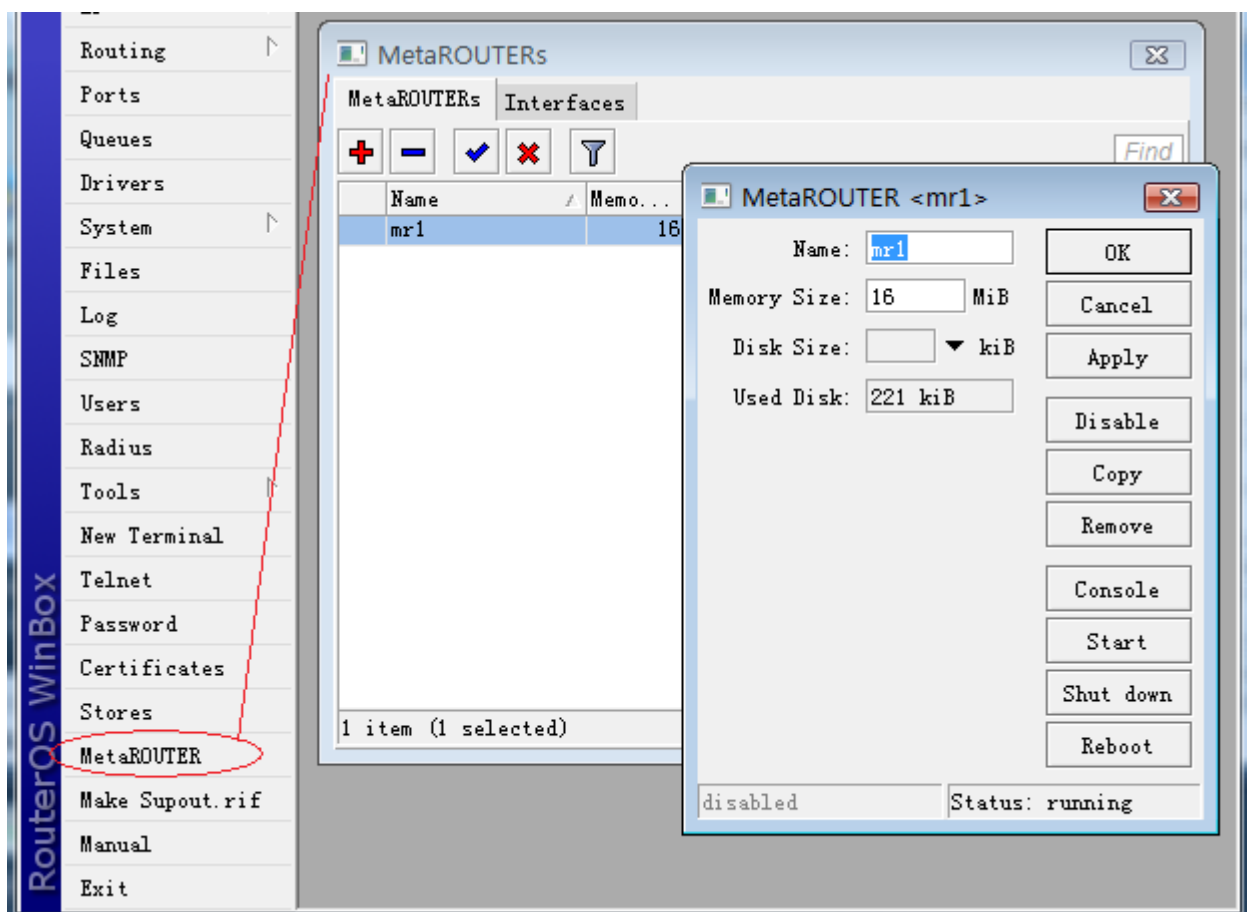 Routing
Ports
Queues
Drivers
System
Files
Log
SNMP
Users
Radius
Tools
New Terminal
Telnet
Password
Certificates
Stores
MetaROUTER
Make Supout.rif
Manual
Exit
RouterOS WinBox
MetaROUTERs
MetaROUTERs Interfaces
Find
Name Memo...
mr1 16
1 item (1 selected)
MetaROUTER <mr1>
Name: mr1
Memory Size: 16 MiB
Disk Size: kiB
Used Disk: 221 kiB
OK
Cancel
Apply
Disable
Copy
Remove
Console
Start
Shut down
Reboot
disabled Status: running